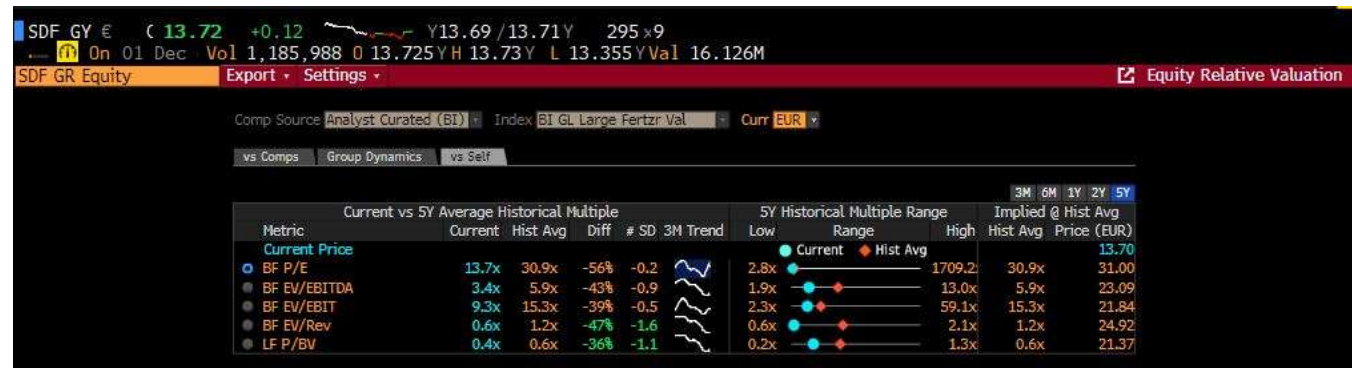 SDF GY € ( 13.72 +0.12 Y13.69 /13.71Y 295×9
On 01 Dec Vol 1,185,988 O 13.725Y H 13.73Y L 13.355Y Val 16.126M
SDF GR Equity Export Settings Equity Relative Valuation
Comp Source Analyst Curated (BI) Index BI GL Large Fertzr Val Curr EUR
vs Comps Group Dynamics vs Self
3M 6M 1Y 2Y 5Y
Current vs 5Y Average Historical Multiple 5Y Historical Multiple Range Implied @ Hist Avg
Metric Current Hist Avg Diff # SD 3M Trend Low Range High Hist Avg Price (EUR)
Current Price Current Hist Avg 13.70
BF P/E 13.7x 30.9x -56% -0.2 2.8x 1709.2 30.9x 31.00
BF EV/EBITDA 3.4x 5.9x -43% -0.9 1.9x 13.0x 5.9x 23.09
BF EV/EBIT 9.3x 15.3x -39% -0.5 2.3x 59.1x 15.3x 21.84
BF EV/Rev 0.6x 1.2x -47% -1.6 0.6x 2.1x 1.2x 24.92
LF P/BV 0.4x 0.6x -36% -1.1 0.2x 1.3x 0.6x 21.37